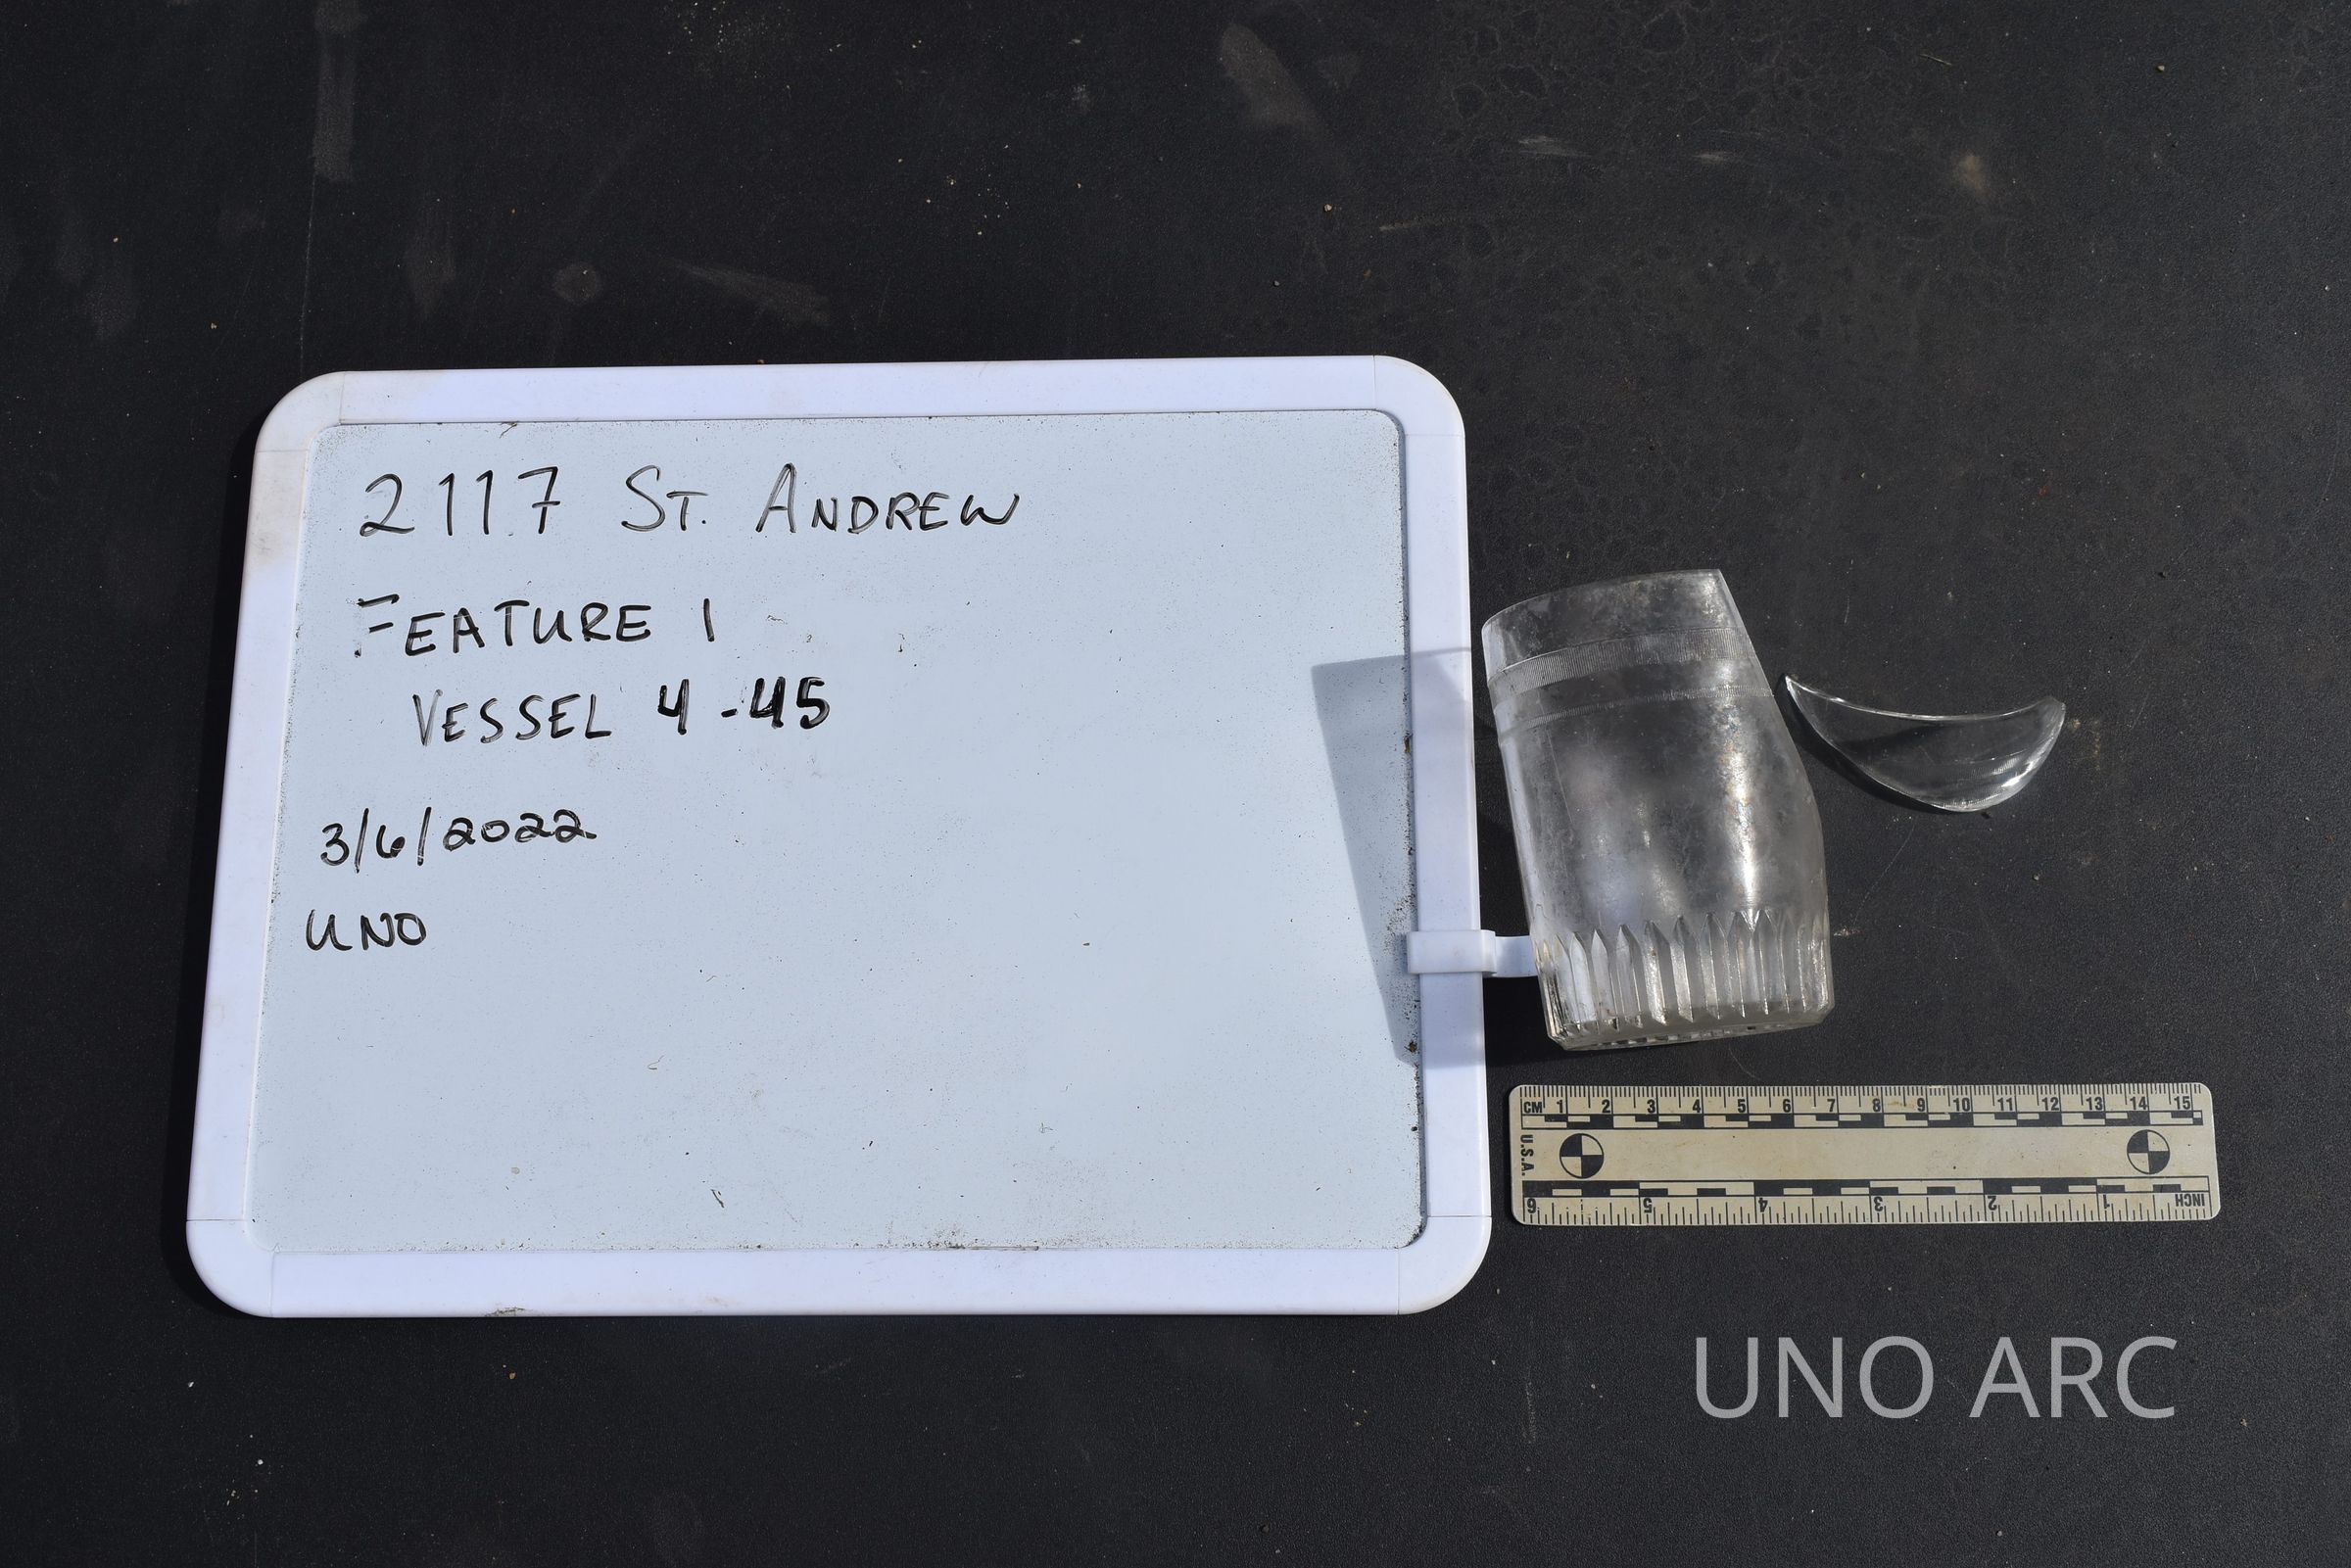 2117 ST. ANDREW
FEATURE 1
VESSEL 4-45
3/6/2022
UNO
CM 1 2 3 4 5 6 7 8 9 10 11 12 13 14 15
U.S.A.
6 5 4 3 2 1 INCH
UNO ARC